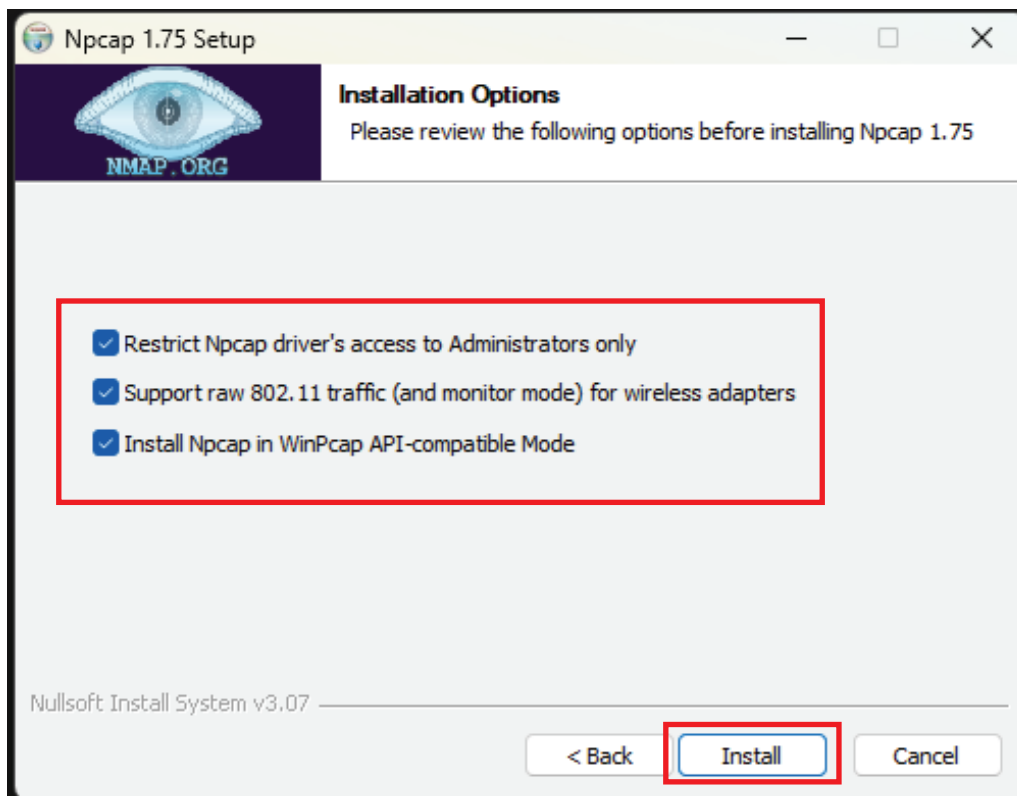 Npcap 1.75 Setup
NMAP.ORG
Installation Options
Please review the following options before installing Npcap 1.75
Restrict Npcap driver's access to Administrators only
Support raw 802.11 traffic (and monitor mode) for wireless adapters
Install Npcap in WinPcap API-compatible Mode
Nullsoft Install System v3.07
< Back Install Cancel